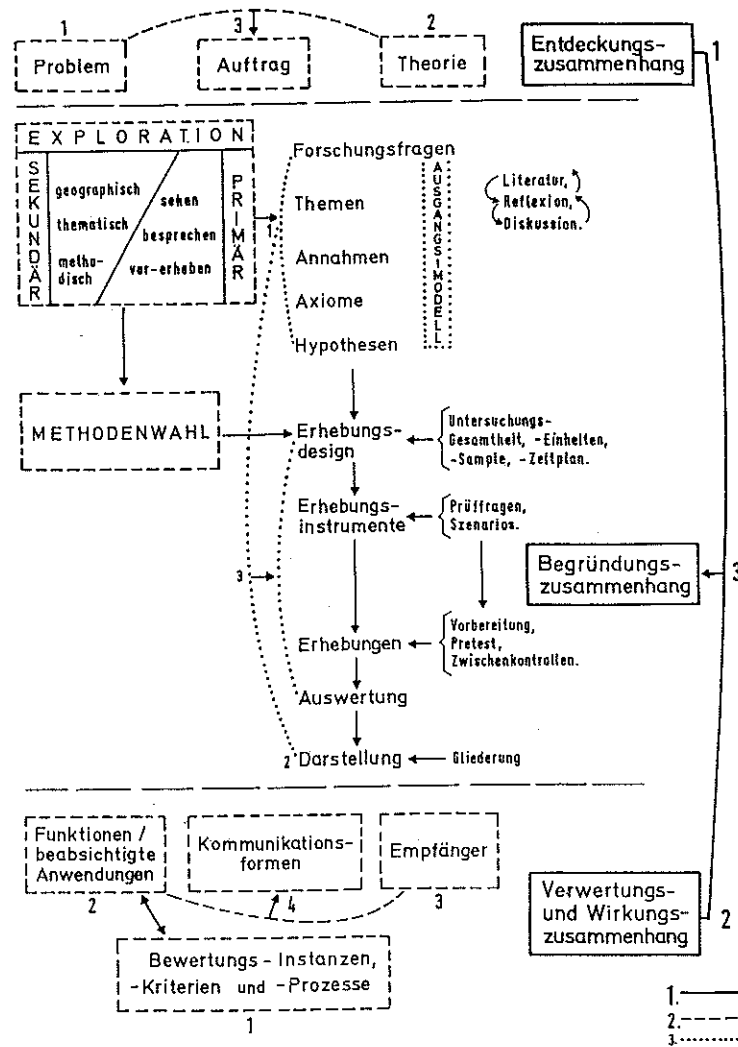 1
3
2
Problem
Auftrag
Theorie
Entdeckungs-
zusammenhang
1
EXPLORATION
SEKUNDÄR
geographisch
thematisch
metho-
disch
sehen
besprechen
vor-erheben
PRIMÄR
1
Forschungsfragen
Themen
Annahmen
Axiome
Hypothesen
AUSGANGSMODELL
Literatur,
Reflexion,
Diskussion.
METHODENWAHL
Erhebungs-
design
Untersuchungs-
Gesamtheit, -Einheiten,
-Sample, -Zeitplan.
Erhebungs-
instrumente
Prüffragen,
Szenarios.
3
Begründungs-
zusammenhang
3
Erhebungen
Vorbereitung,
Pretest,
Zwischenkontrollen.
Auswertung
2 Darstellung
Gliederung
Funktionen /
beabsichtigte
Anwendungen
2
Kommunikations-
formen
4
Empfänger
3
Verwertungs-
und Wirkungs-
zusammenhang
2
Bewertungs - Instanzen,
-Kriterien und -Prozesse
1
1.
2.
3.